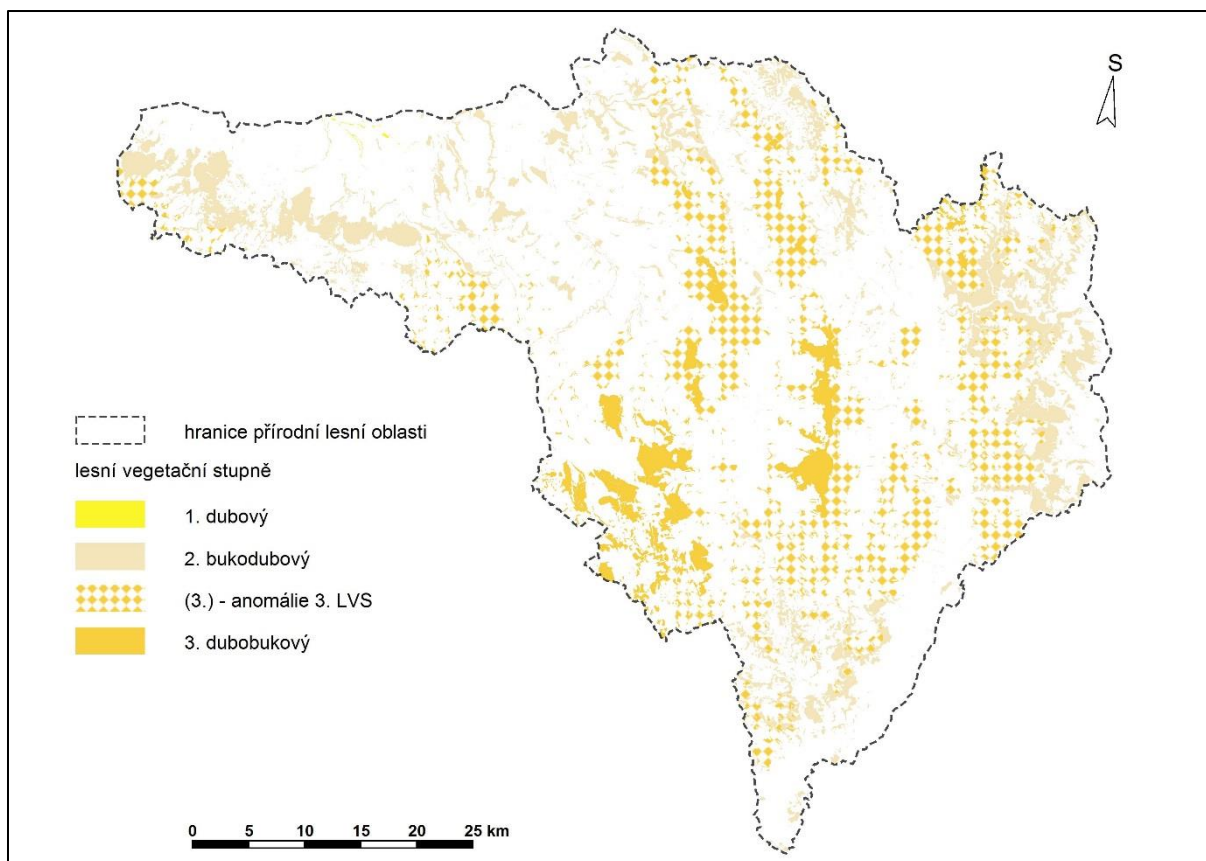 S
hranice přírodní lesní oblasti
lesní vegetační stupně
1. dubový
2. bukodubový
(3.) - anomálie 3. LVS
3. dubobukový
0 5 10 15 20 25 km